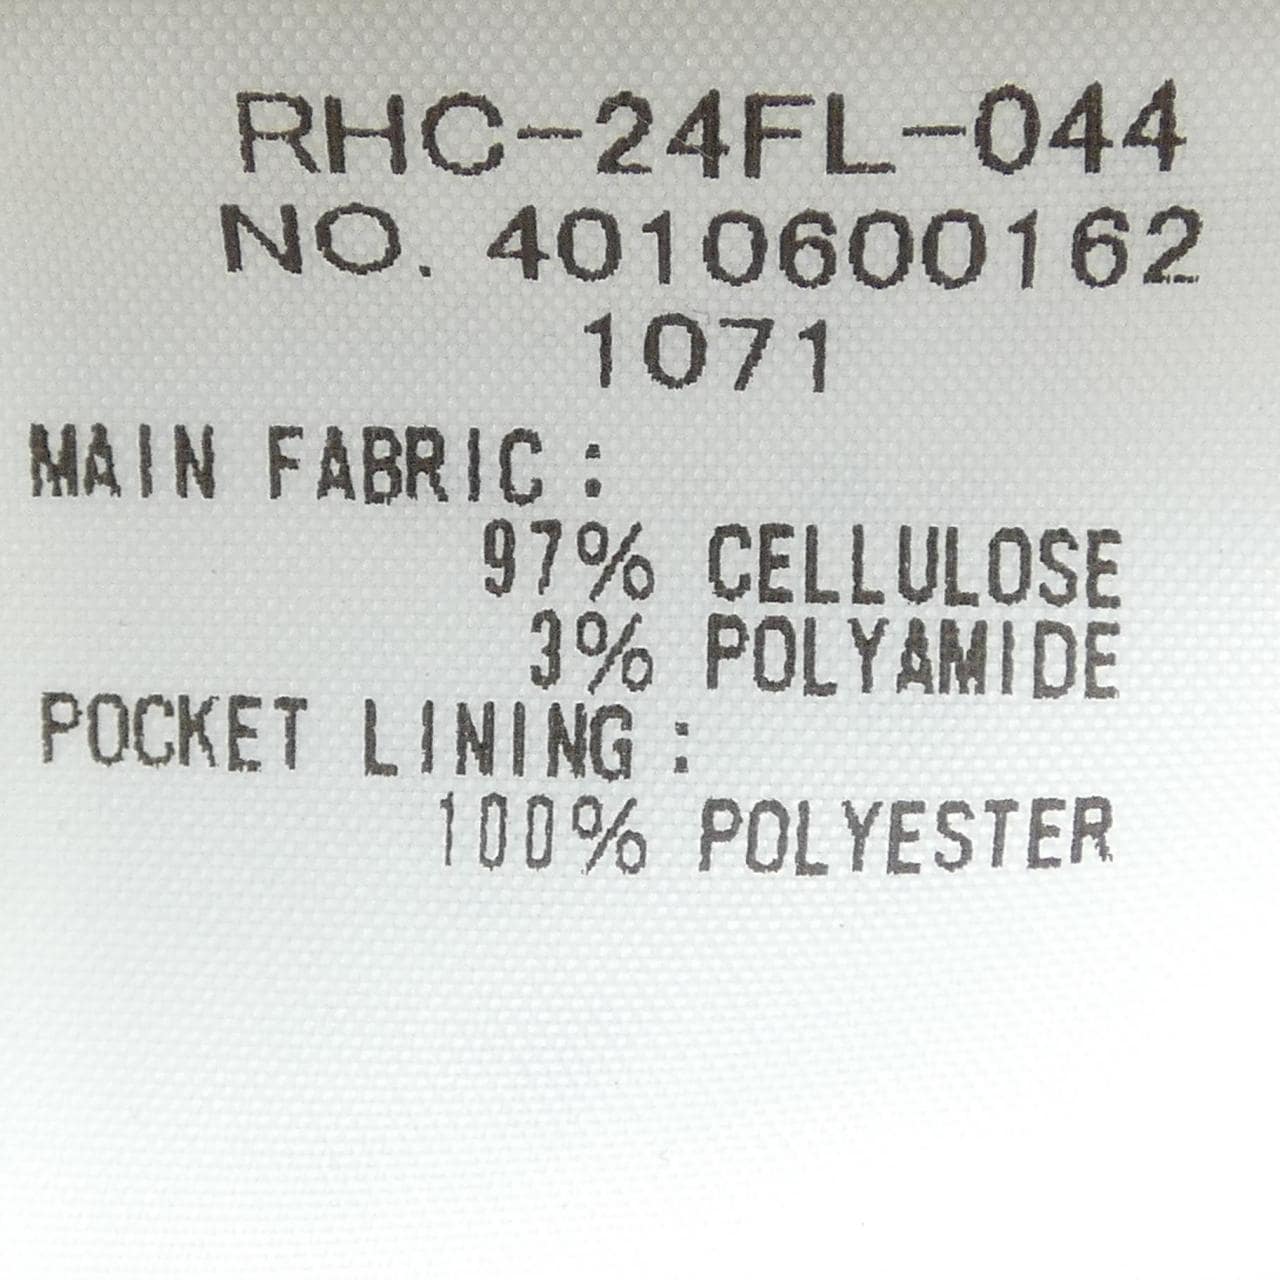 RHC-24FL-044
NO. 4010600162
1071
MAIN FABRIC:
97% CELLULOSE
3% POLYAMIDE
POCKET LINING:
100% POLYESTER